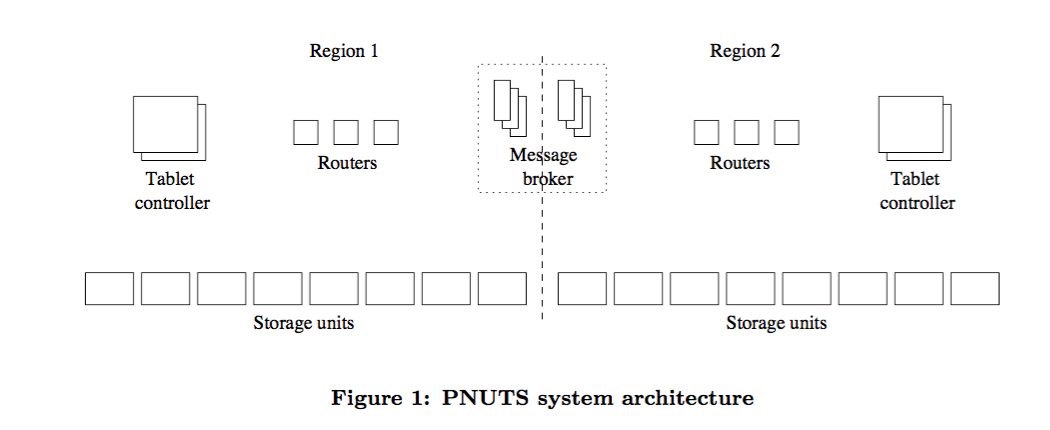 Region 1
Region 2
Routers
Message
broker
Routers
Tablet
controller
Tablet
controller
Storage units
Storage units
Figure 1: PNUTS system architecture